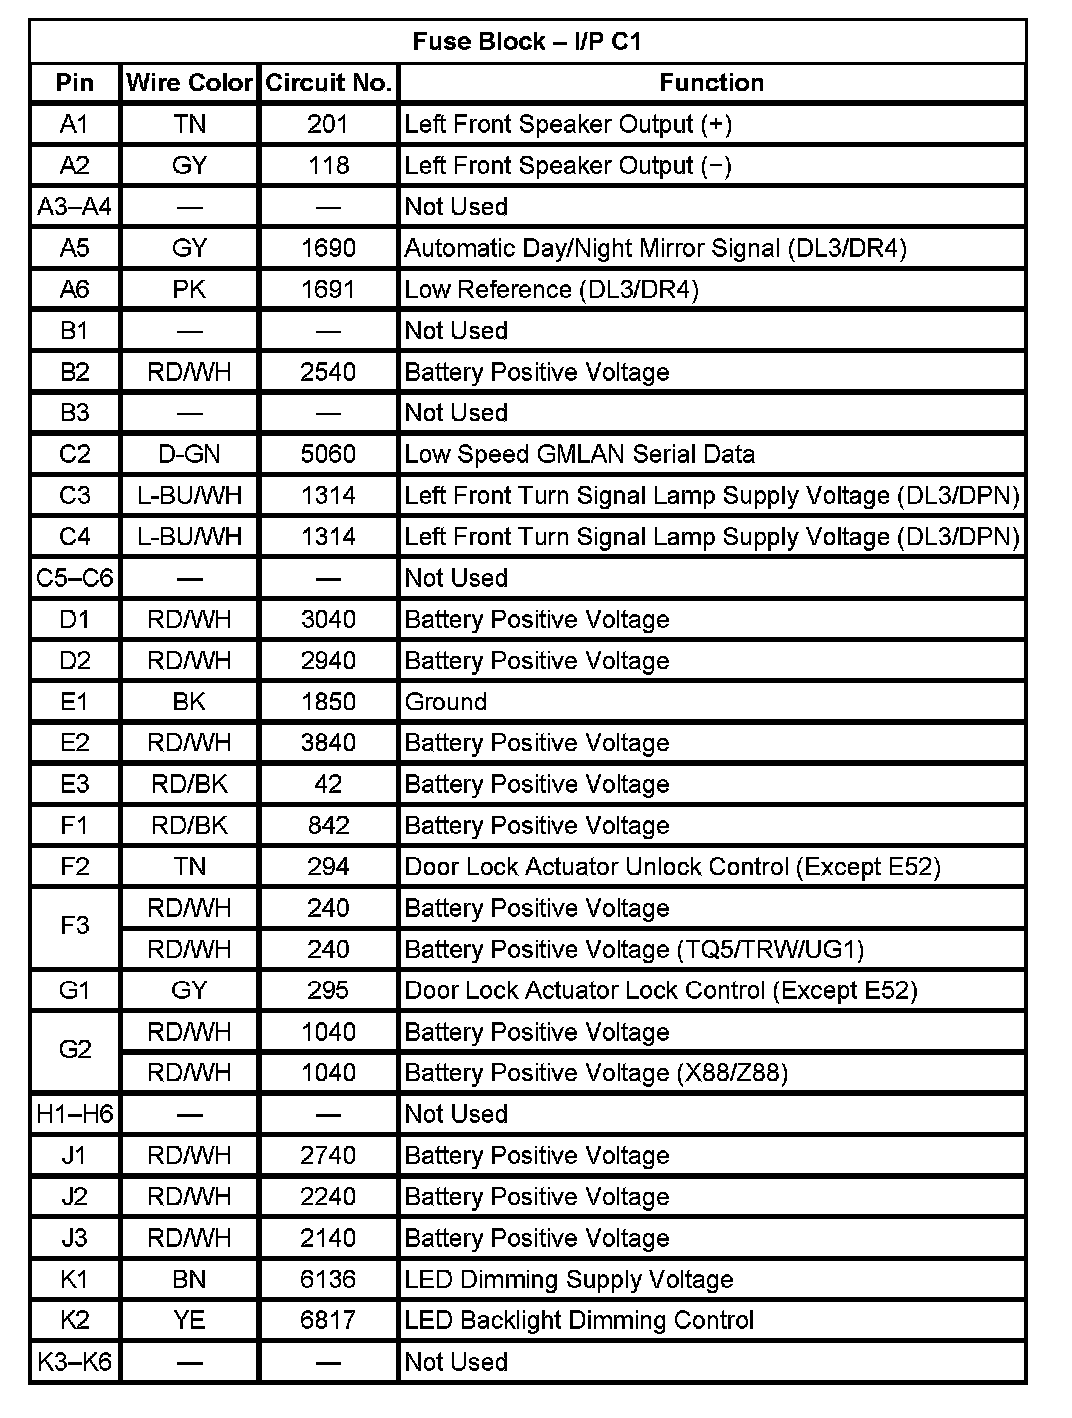 Fuse Block – I/P C1
Pin Wire Color Circuit No. Function
A1 TN 201 Left Front Speaker Output (+)
A2 GY 118 Left Front Speaker Output (−)
A3–A4 — — Not Used
A5 GY 1690 Automatic Day/Night Mirror Signal (DL3/DR4)
A6 PK 1691 Low Reference (DL3/DR4)
B1 — — Not Used
B2 RD/WH 2540 Battery Positive Voltage
B3 — — Not Used
C2 D-GN 5060 Low Speed GMLAN Serial Data
C3 L-BU/WH 1314 Left Front Turn Signal Lamp Supply Voltage (DL3/DPN)
C4 L-BU/WH 1314 Left Front Turn Signal Lamp Supply Voltage (DL3/DPN)
C5–C6 — — Not Used
D1 RD/WH 3040 Battery Positive Voltage
D2 RD/WH 2940 Battery Positive Voltage
E1 BK 1850 Ground
E2 RD/WH 3840 Battery Positive Voltage
E3 RD/BK 42 Battery Positive Voltage
F1 RD/BK 842 Battery Positive Voltage
F2 TN 294 Door Lock Actuator Unlock Control (Except E52)
F3 RD/WH 240 Battery Positive Voltage
RD/WH 240 Battery Positive Voltage (TQ5/TRW/UG1)
G1 GY 295 Door Lock Actuator Lock Control (Except E52)
G2 RD/WH 1040 Battery Positive Voltage
RD/WH 1040 Battery Positive Voltage (X88/Z88)
H1–H6 — — Not Used
J1 RD/WH 2740 Battery Positive Voltage
J2 RD/WH 2240 Battery Positive Voltage
J3 RD/WH 2140 Battery Positive Voltage
K1 BN 6136 LED Dimming Supply Voltage
K2 YE 6817 LED Backlight Dimming Control
K3–K6 — — Not Used